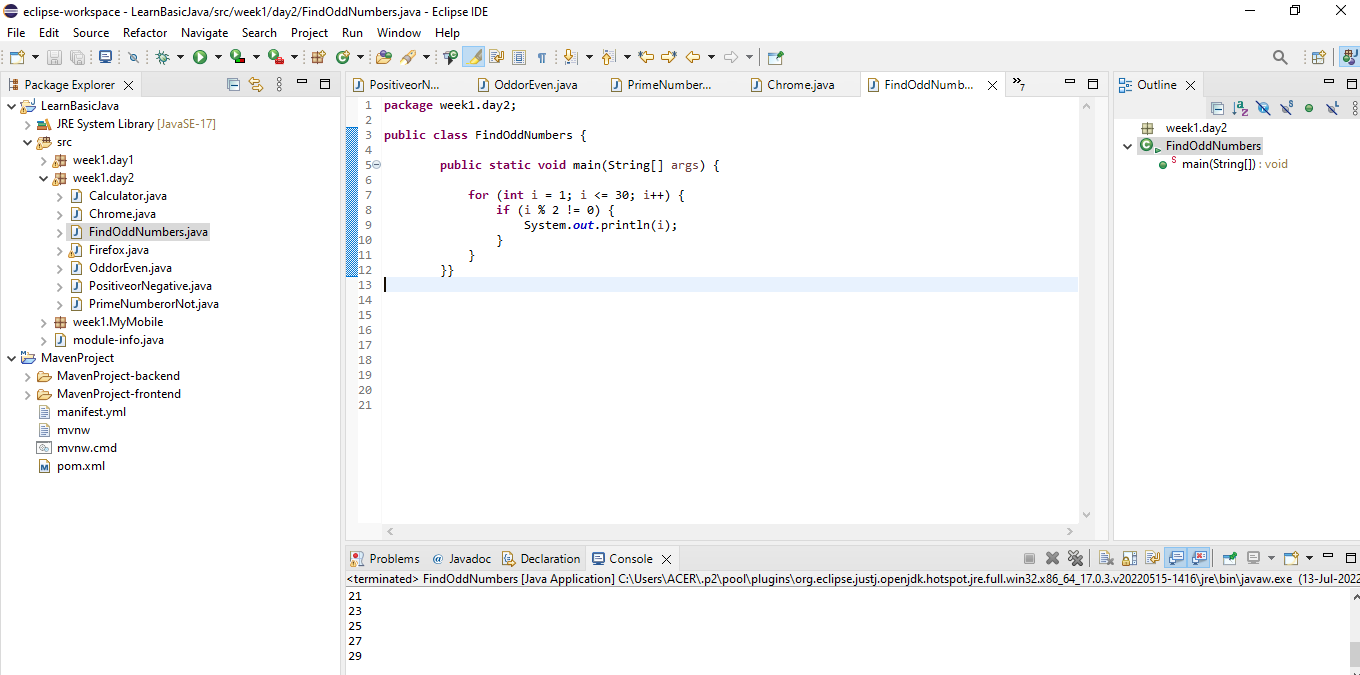 eclipse-workspace - LearnBasicJava/src/week1/day2/FindOddNumbers.java - Eclipse IDE
File Edit Source Refactor Navigate Search Project Run Window Help
Package Explorer
LearnBasicJava
JRE System Library [JavaSE-17]
src
week1.day1
week1.day2
Calculator.java
Chrome.java
FindOddNumbers.java
Firefox.java
OddorEven.java
PositiveorNegative.java
PrimeNumberorNot.java
week1.MyMobile
module-info.java
MavenProject
MavenProject-backend
MavenProject-frontend
manifest.yml
mvnw
mvnw.cmd
pom.xml
PositiveorN... OddorEven.java PrimeNumber... Chrome.java FindOddNumb... »7
1 package week1.day2;
2
3 public class FindOddNumbers {
4
5 public static void main(String[] args) {
6
7 for (int i = 1; i <= 30; i++) {
8 if (i % 2 != 0) {
9 System.out.println(i);
10 }
11 }
12 }}
13
14
15
16
17
18
19
20
21
Outline
week1.day2
FindOddNumbers
main(String[]) : void
Problems @ Javadoc Declaration Console
<terminated> FindOddNumbers [Java Application] C:\Users\ACER\.p2\pool\plugins\org.eclipse.justj.openjdk.hotspot.jre.full.win32.x86_64_17.0.3.v20220515-1416\jre\bin\javaw.exe (13-Jul-2022
21
23
25
27
29